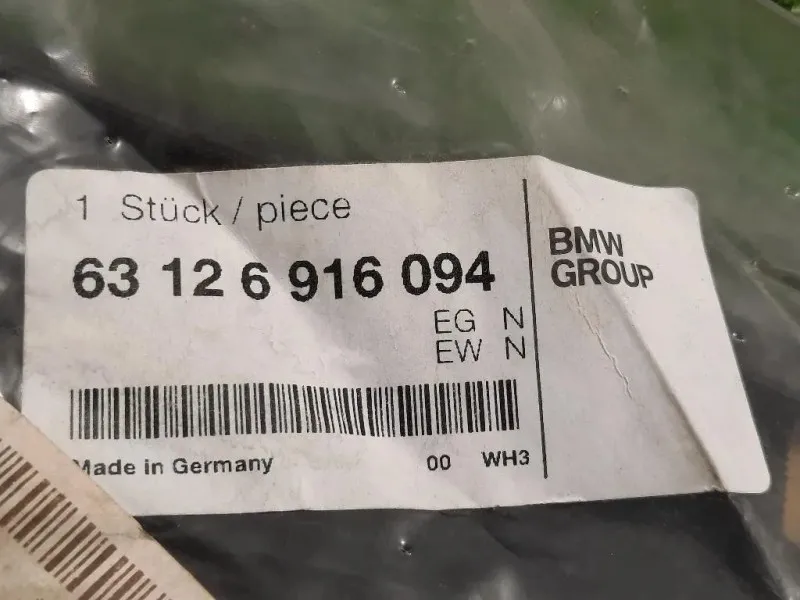 1 Stück / piece
63 12 6 916 094
EG N
EW N
BMW
GROUP
Made in Germany 00 WH3